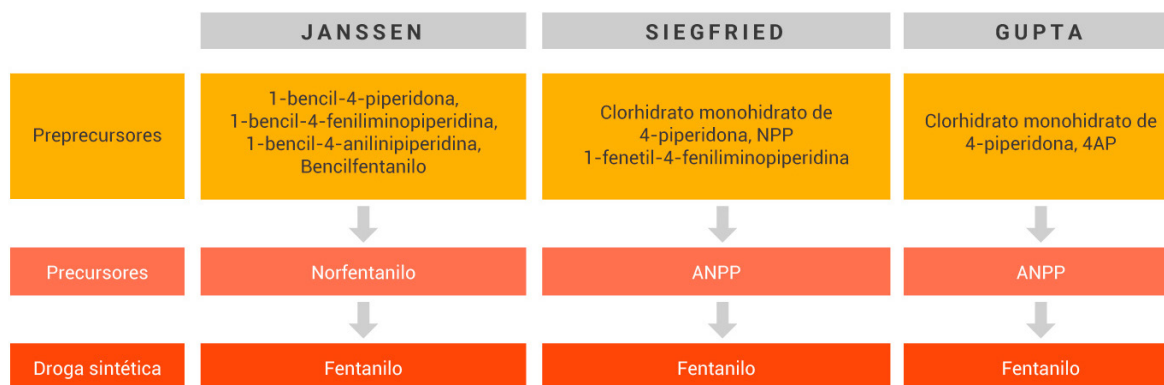 JANSSEN
SIEGFRIED
GUPTA
Preprecursores
1-bencil-4-piperidona,
1-bencil-4-feniliminopiperidina,
1-bencil-4-anilinipiperidina,
Bencilfentanilo
Clorhidrato monohidrato de
4-piperidona, NPP
1-fenetil-4-feniliminopiperidina
Clorhidrato monohidrato de
4-piperidona, 4AP
Precursores
Norfentanilo
ANPP
ANPP
Droga sintética
Fentanilo
Fentanilo
Fentanilo